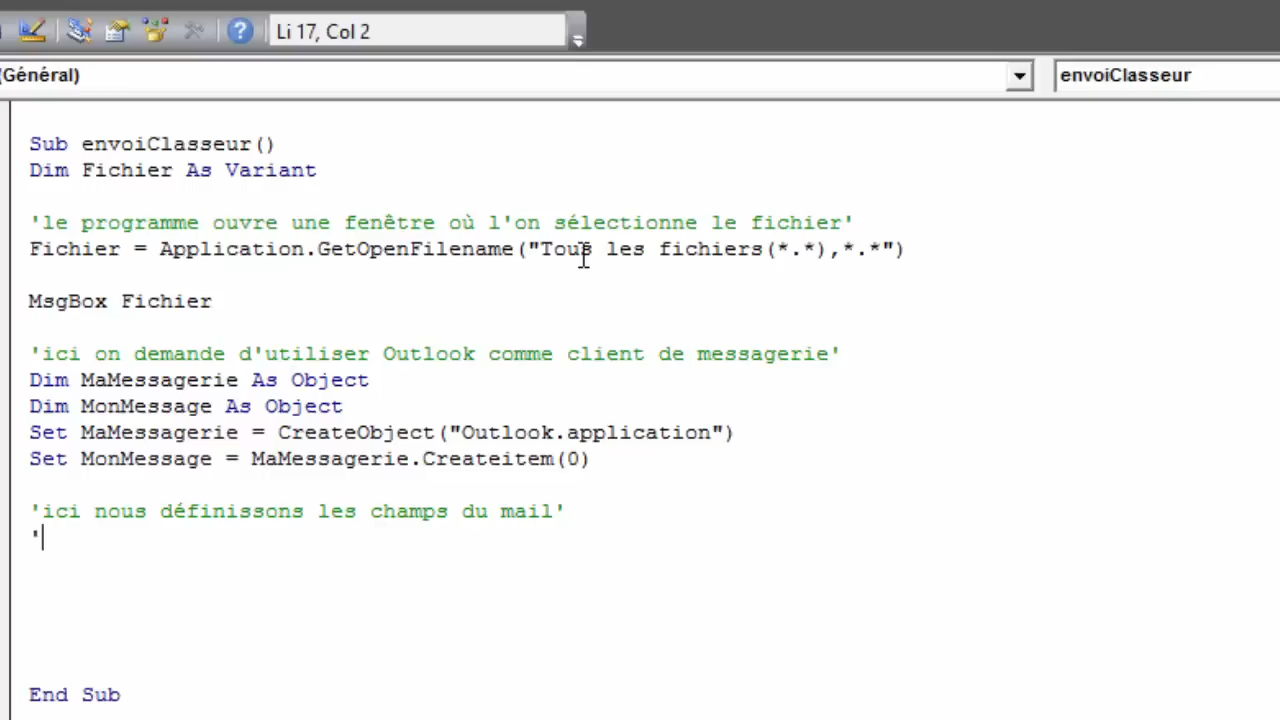 Li 17, Col 2
(Général)
envoiClasseur
Sub envoiClasseur()
Dim Fichier As Variant
'le programme ouvre une fenêtre où l'on sélectionne le fichier'
Fichier = Application.GetOpenFilename("Tous les fichiers(*.*),*.*")
MsgBox Fichier
'ici on demande d'utiliser Outlook comme client de messagerie'
Dim MaMessagerie As Object
Dim MonMessage As Object
Set MaMessagerie = CreateObject("Outlook.application")
Set MonMessage = MaMessagerie.Createitem(0)
'ici nous définissons les champs du mail'
'
End Sub